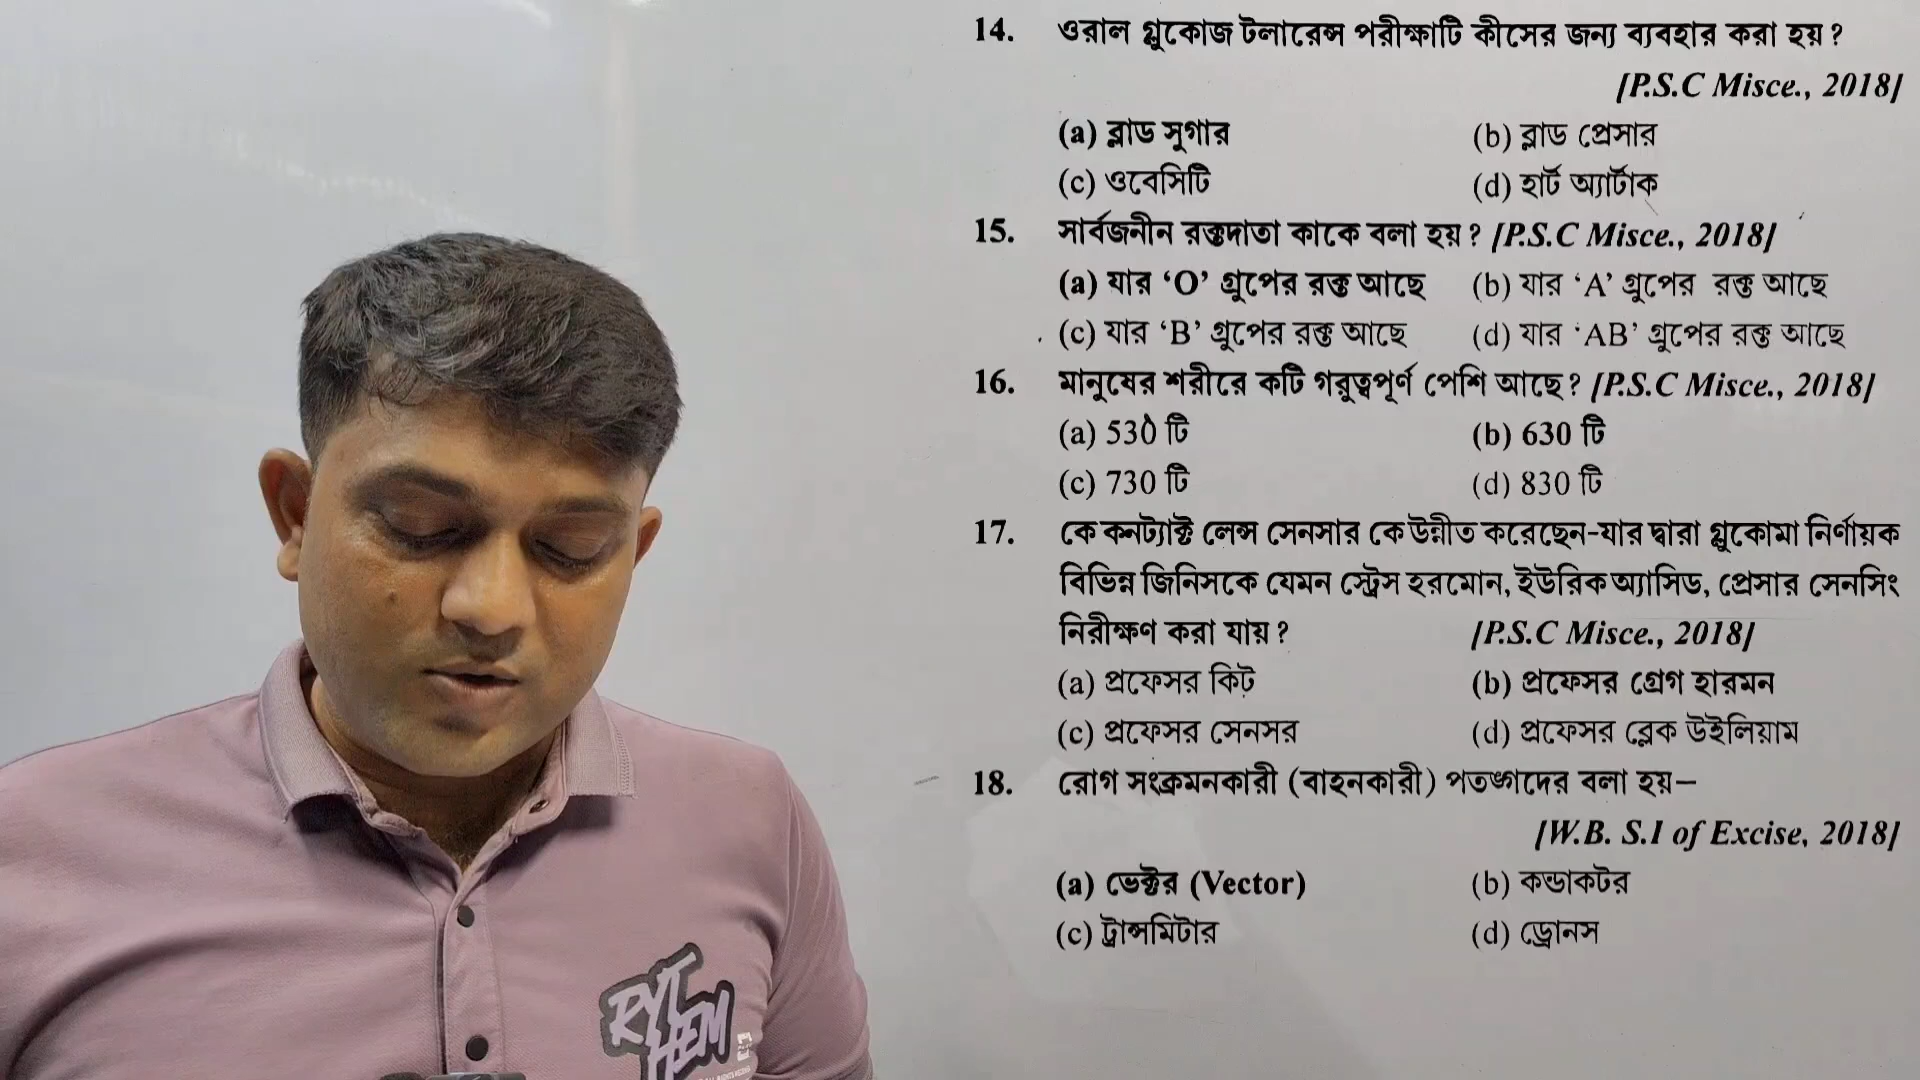 14. ওরাল গ্লুকোজ টলারেন্স পরীক্ষাটি কীসের জন্য ব্যবহার করা হয়?
[P.S.C Misce., 2018]
(a) ব্লাড সুগার (b) ব্লাড প্রেসার
(c) ওবেসিটি (d) হার্ট অ্যার্টাক
15. সার্বজনীন রক্তদাতা কাকে বলা হয়? [P.S.C Misce., 2018]
(a) যার ‘O’ গ্রুপের রক্ত আছে (b) যার ‘A’ গ্রুপের রক্ত আছে
(c) যার ‘B’ গ্রুপের রক্ত আছে (d) যার ‘AB’ গ্রুপের রক্ত আছে
16. মানুষের শরীরে কটি গরুত্বপূর্ণ পেশি আছে? [P.S.C Misce., 2018]
(a) 530 টি (b) 630 টি
(c) 730 টি (d) 830 টি
17. কে কনট্যাক্ট লেন্স সেনসার কে উন্নীত করেছেন-যার দ্বারা গ্লুকোমা নির্ণায়ক
বিভিন্ন জিনিসকে যেমন স্ট্রেস হরমোন, ইউরিক অ্যাসিড, প্রেসার সেনসিং
নিরীক্ষণ করা যায়? [P.S.C Misce., 2018]
(a) প্রফেসর কিট (b) প্রফেসর গ্রেগ হারমন
(c) প্রফেসর সেনসর (d) প্রফেসর ব্লেক উইলিয়াম
18. রোগ সংক্রমনকারী (বাহনকারী) পতঙ্গদের বলা হয়–
[W.B. S.I of Excise, 2018]
(a) ভেক্টর (Vector) (b) কন্ডাকটর
(c) ট্রান্সমিটার (d) ড্রোনস
RYT
HEM